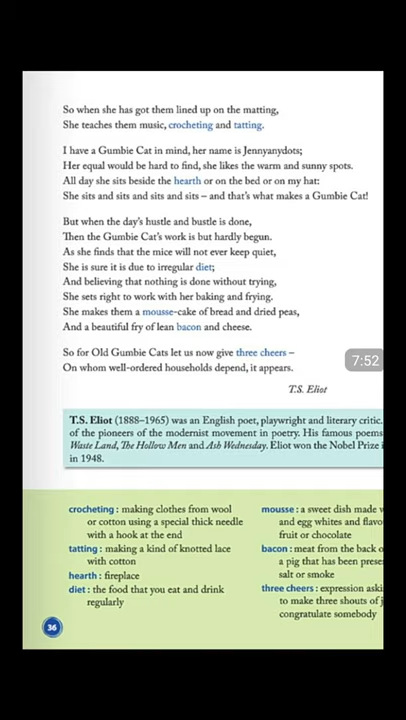 So when she has got them lined up on the matting,
She teaches them music, crocheting and tatting.
I have a Gumbie Cat in mind, her name is Jennyanydots;
Her equal would be hard to find, she likes the warm and sunny spots.
All day she sits beside the hearth or on the bed or on my hat:
She sits and sits and sits and sits – and that's what makes a Gumbie Cat!
But when the day's hustle and bustle is done,
Then the Gumbie Cat's work is but hardly begun.
As she finds that the mice will not ever keep quiet,
She is sure it is due to irregular diet;
And believing that nothing is done without trying,
She sets right to work with her baking and frying.
She makes them a mousse-cake of bread and dried peas,
And a beautiful fry of lean bacon and cheese.
So for Old Gumbie Cats let us now give three cheers –
On whom well-ordered households depend, it appears.
7:52
T.S. Eliot
T.S. Eliot (1888–1965) was an English poet, playwright and literary critic.
of the pioneers of the modernist movement in poetry. His famous poems
Waste Land, The Hollow Men and Ash Wednesday. Eliot won the Nobel Prize
in 1948.
crocheting : making clothes from wool
or cotton using a special thick needle
with a hook at the end
tatting : making a kind of knotted lace
with cotton
hearth : fireplace
diet : the food that you eat and drink
regularly
mousse : a sweet dish made
and egg whites and
fruit or chocolate
bacon : meat from the back
a pig that has been
salt or smoke
three cheers : expression
to make three shouts of
congratulate somebody
36